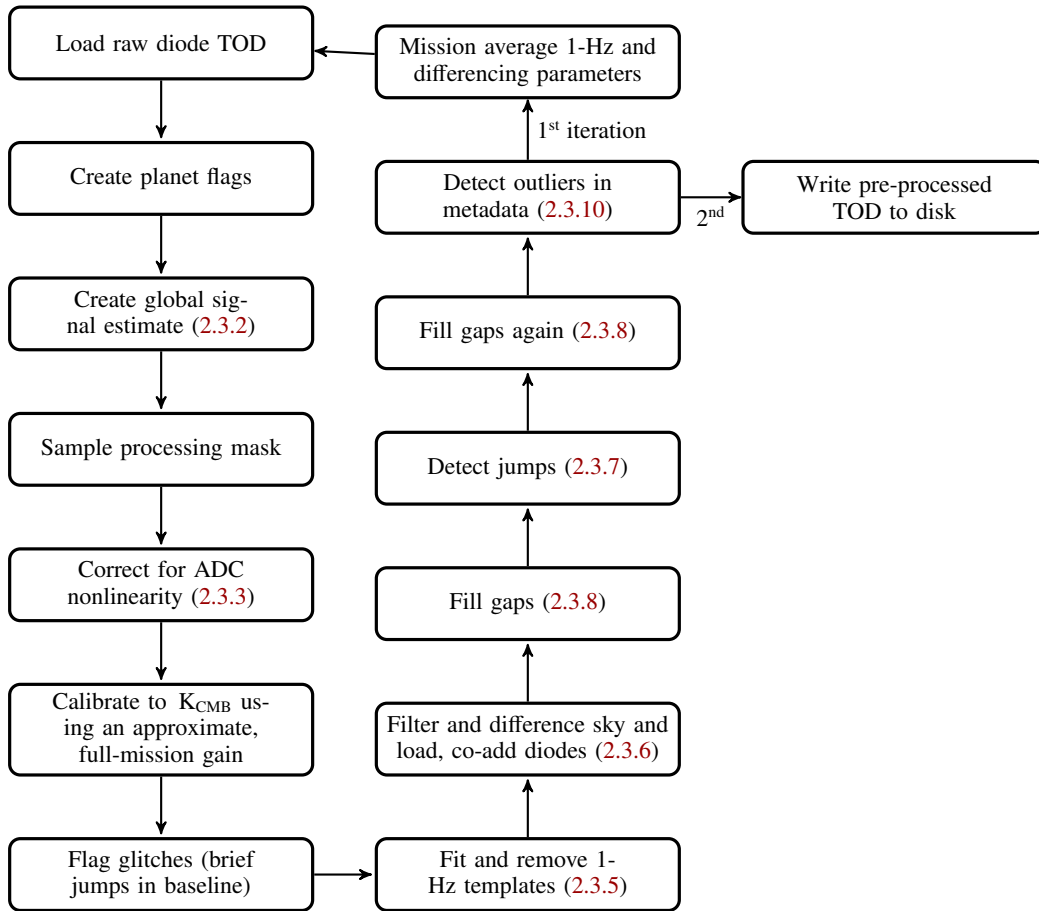 Load raw diode TOD
Create planet flags
Create global sig-
nal estimate (2.3.2)
Sample processing mask
Correct for ADC
nonlinearity (2.3.3)
Calibrate to K_CMB us-
ing an approximate,
full-mission gain
Flag glitches (brief
jumps in baseline)
Fit and remove 1-
Hz templates (2.3.5)
Filter and difference sky and
load, co-add diodes (2.3.6)
Fill gaps (2.3.8)
Detect jumps (2.3.7)
Fill gaps again (2.3.8)
Detect outliers in
metadata (2.3.10)
1st iteration
Mission average 1-Hz and
differencing parameters
2nd
Write pre-processed
TOD to disk